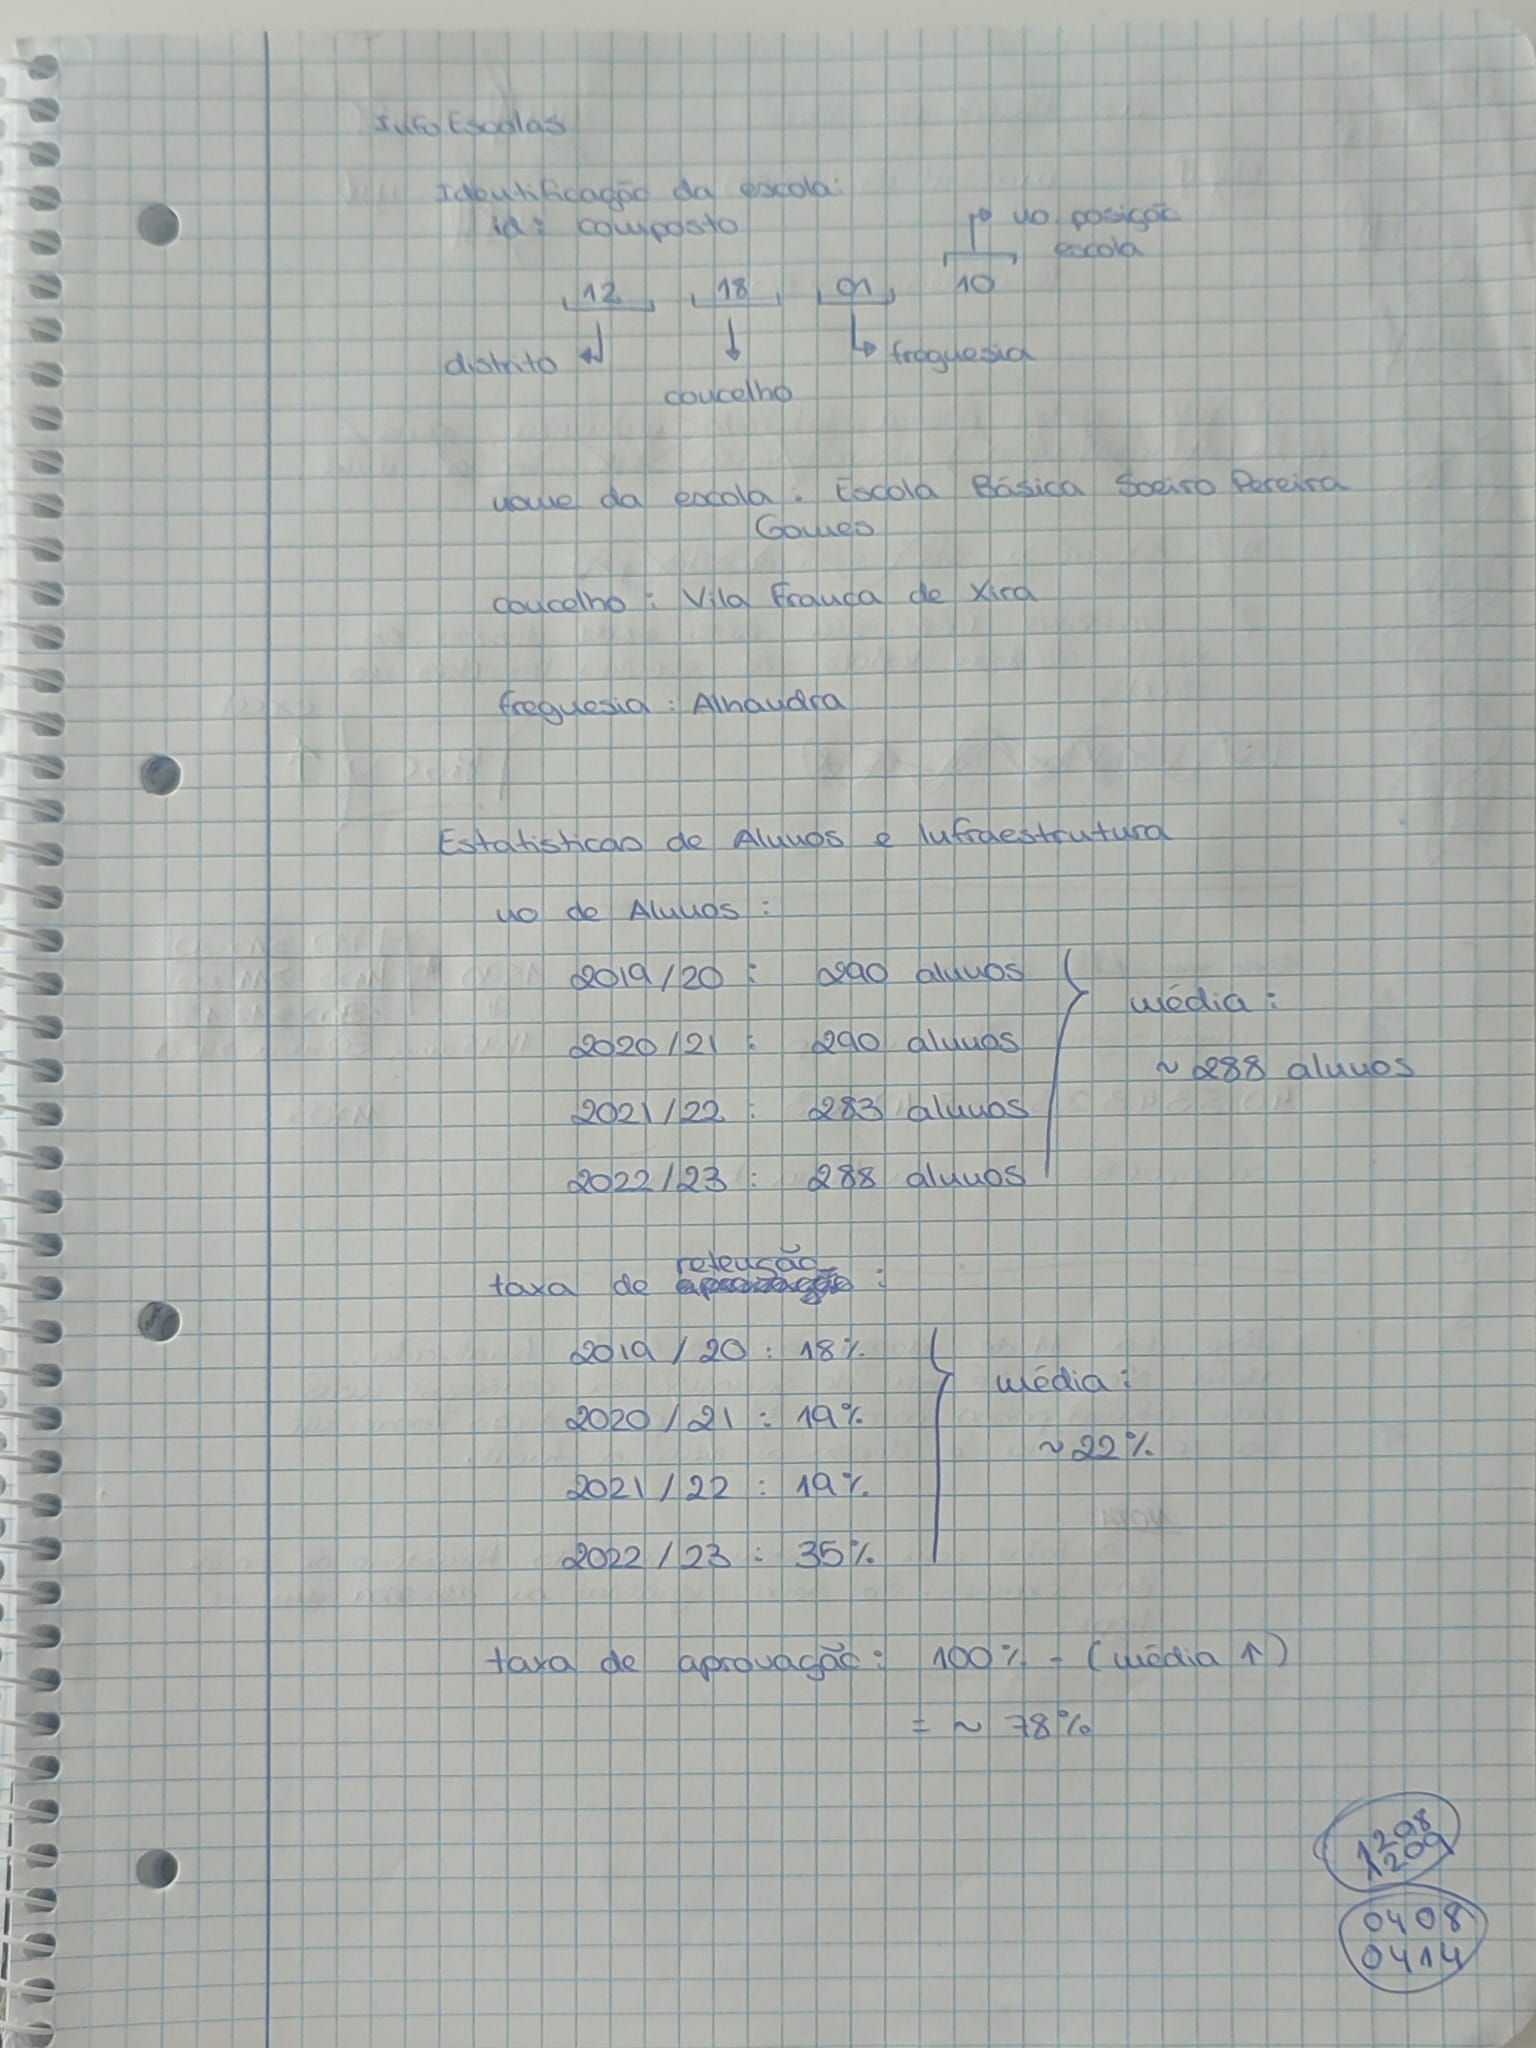 InfoEscolas
Identificação da escola:
id: composto
no posição
escola
12 18 01 10
distrito
freguesia
concelho
nome da escola: Escola Básica Soeiro Pereira
Gomes
concelho: Vila Franca de Xira
freguesia: Alhandra
Estatisticas de Alunos e Infraestrutura
no de Alunos:
2019/20: 290 alunos
média:
2020/21: 290 alunos
~ 288 alunos
2021/22: 283 alunos
2022/23: 288 alunos
retenção
taxa de :
2019/20: 18%
média:
2020/21: 19%
~22%
2021/22: 19%
2022/23: 35%
taxa de aprovação: 100% - (média ↑)
= ~ 78%
1208
1209
0408
0414